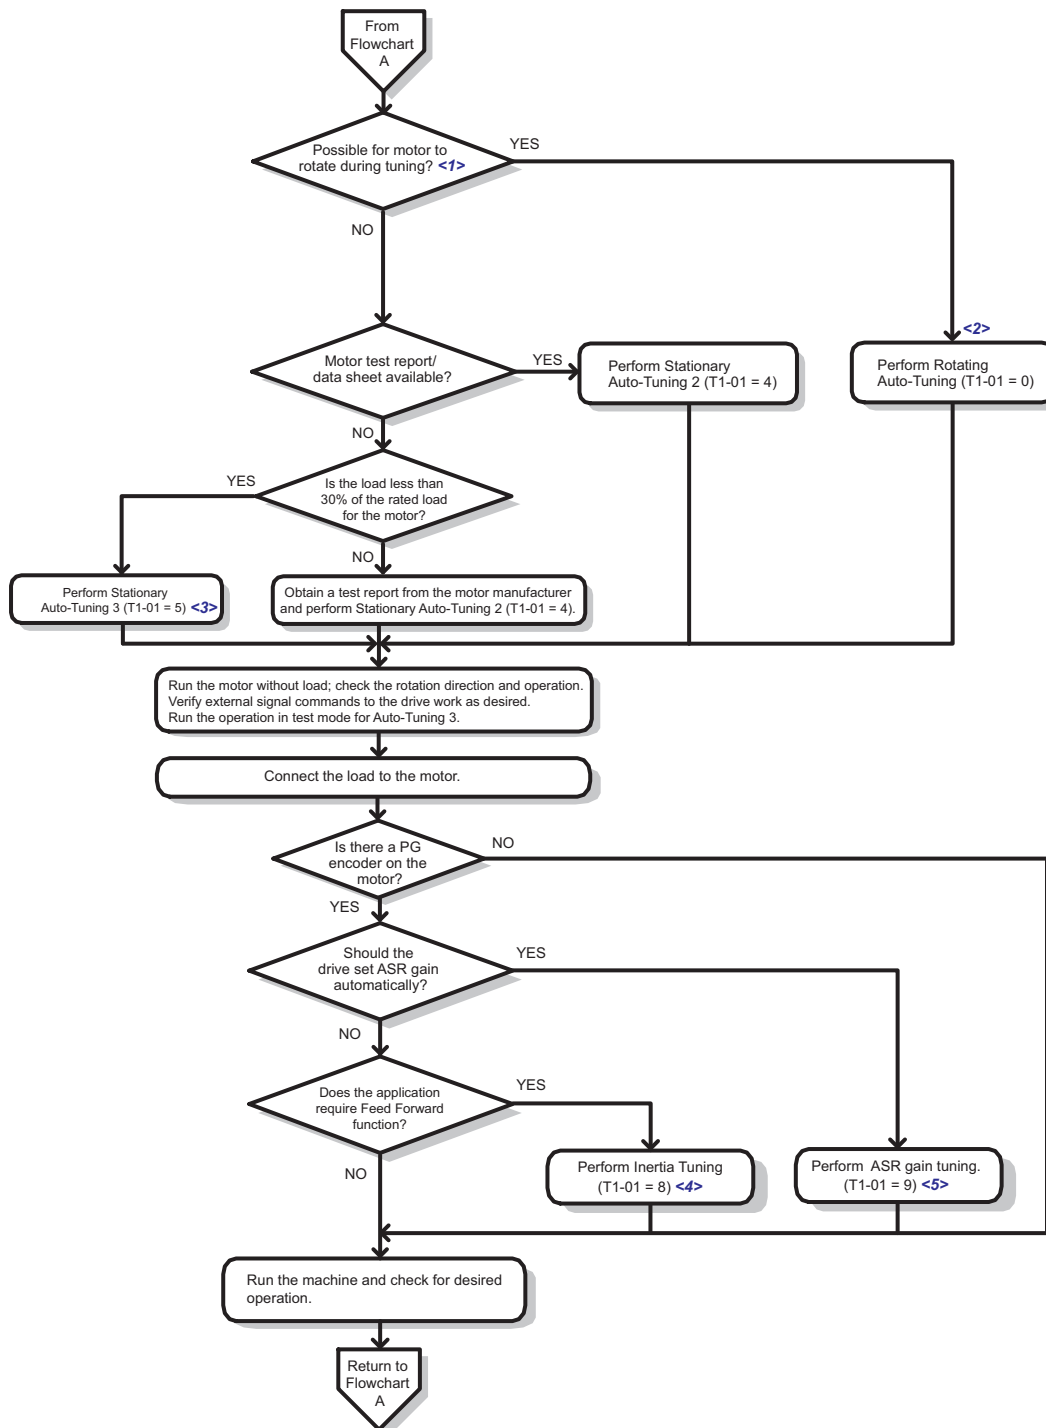 From
Flowchart
A
Possible for motor to
rotate during tuning? <1>
YES
NO
<2>
Motor test report/
data sheet available?
YES
Perform Stationary
Auto-Tuning 2 (T1-01 = 4)
Perform Rotating
Auto-Tuning (T1-01 = 0)
NO
YES
Is the load less than
30% of the rated load
for the motor?
NO
Perform Stationary
Auto-Tuning 3 (T1-01 = 5) <3>
Obtain a test report from the motor manufacturer
and perform Stationary Auto-Tuning 2 (T1-01 = 4).
Run the motor without load; check the rotation direction and operation.
Verify external signal commands to the drive work as desired.
Run the operation in test mode for Auto-Tuning 3.
Connect the load to the motor.
Is there a PG
encoder on the
motor?
NO
YES
Should the
drive set ASR gain
automatically?
YES
NO
Does the application
require Feed Forward
function?
YES
NO
Perform Inertia Tuning
(T1-01 = 8) <4>
Perform ASR gain tuning.
(T1-01 = 9) <5>
Run the machine and check for desired
operation.
Return to
Flowchart
A